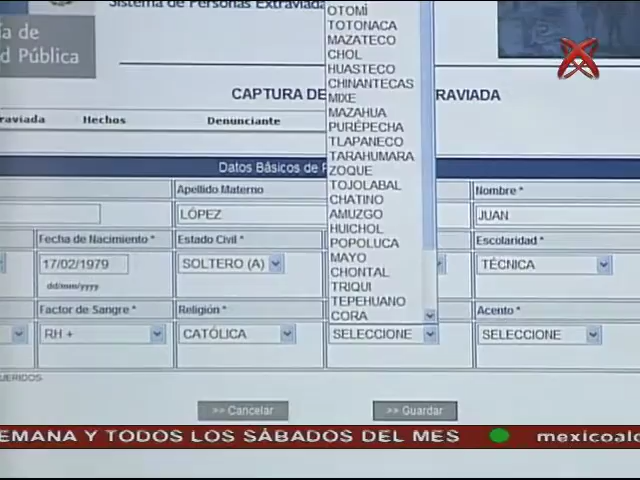 Sistema de Personas Extraviada
ía de
d Pública
CAPTURA DE
RAVIADA
raviada
Hechos
Denunciante
Datos Básicos de P
Apellido Materno
Nombre *
LÓPEZ
JUAN
Fecha de Nacimiento *
Estado Civil *
Escolaridad *
17/02/1979
SOLTERO (A)
TÉCNICA
dd/mm/yyyy
Factor de Sangre *
Religión *
Acento *
RH +
CATÓLICA
SELECCIONE
SELECCIONE
OTOMÍ
TOTONACA
MAZATECO
CHOL
HUASTECO
CHINANTECAS
MIXE
MAZAHUA
PURÉPECHA
TLAPANECO
TARAHUMARA
ZOQUE
TOJOLABAL
CHATINO
AMUZGO
HUICHOL
POPOLUCA
MAYO
CHONTAL
TRIQUI
TEPEHUANO
CORA
UERIDOS
>> Cancelar
>> Guardar
EMANA Y TODOS LOS SÁBADOS DEL MES
mexicoalc